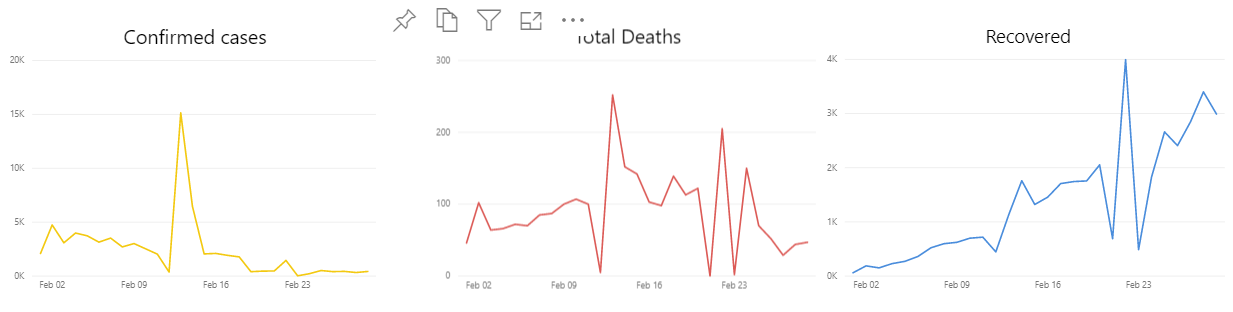 Confirmed cases
20K
15K
10K
5K
0K
Feb 02 Feb 09 Feb 16 Feb 23
Total Deaths
300
200
100
0
Feb 02 Feb 09 Feb 16 Feb 23
Recovered
4K
3K
2K
1K
0K
Feb 02 Feb 09 Feb 16 Feb 23